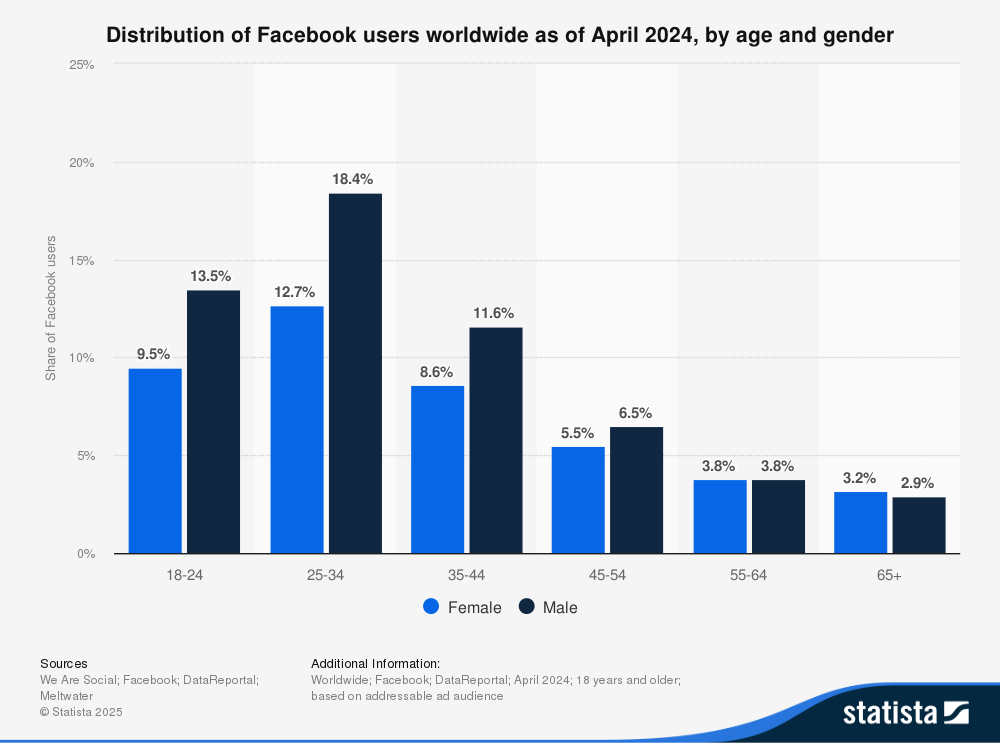 Distribution of Facebook users worldwide as of April 2024, by age and gender
25%
20%
15%
10%
5%
0%
Share of Facebook users
9.5%
13.5%
12.7%
18.4%
8.6%
11.6%
5.5%
6.5%
3.8%
3.8%
3.2%
2.9%
18-24
25-34
35-44
45-54
55-64
65+
Female
Male
Sources
We Are Social; Facebook; DataReportal;
Meltwater
© Statista 2025
Additional Information:
Worldwide; Facebook; DataReportal; April 2024; 18 years and older;
based on addressable ad audience
statista